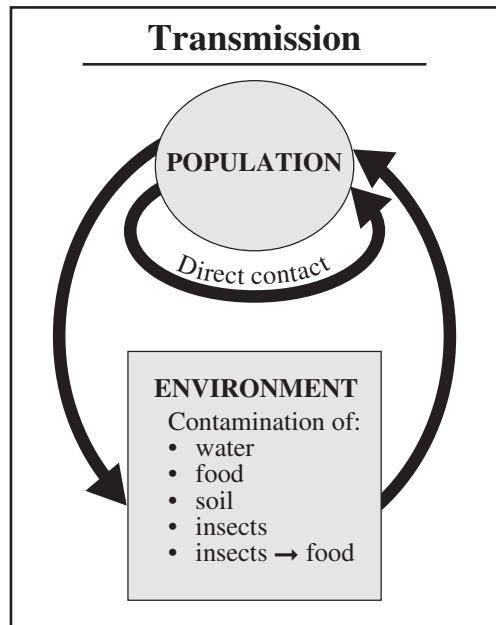 Transmission
POPULATION
Direct contact
ENVIRONMENT
Contamination of:
• water
• food
• soil
• insects
• insects → food